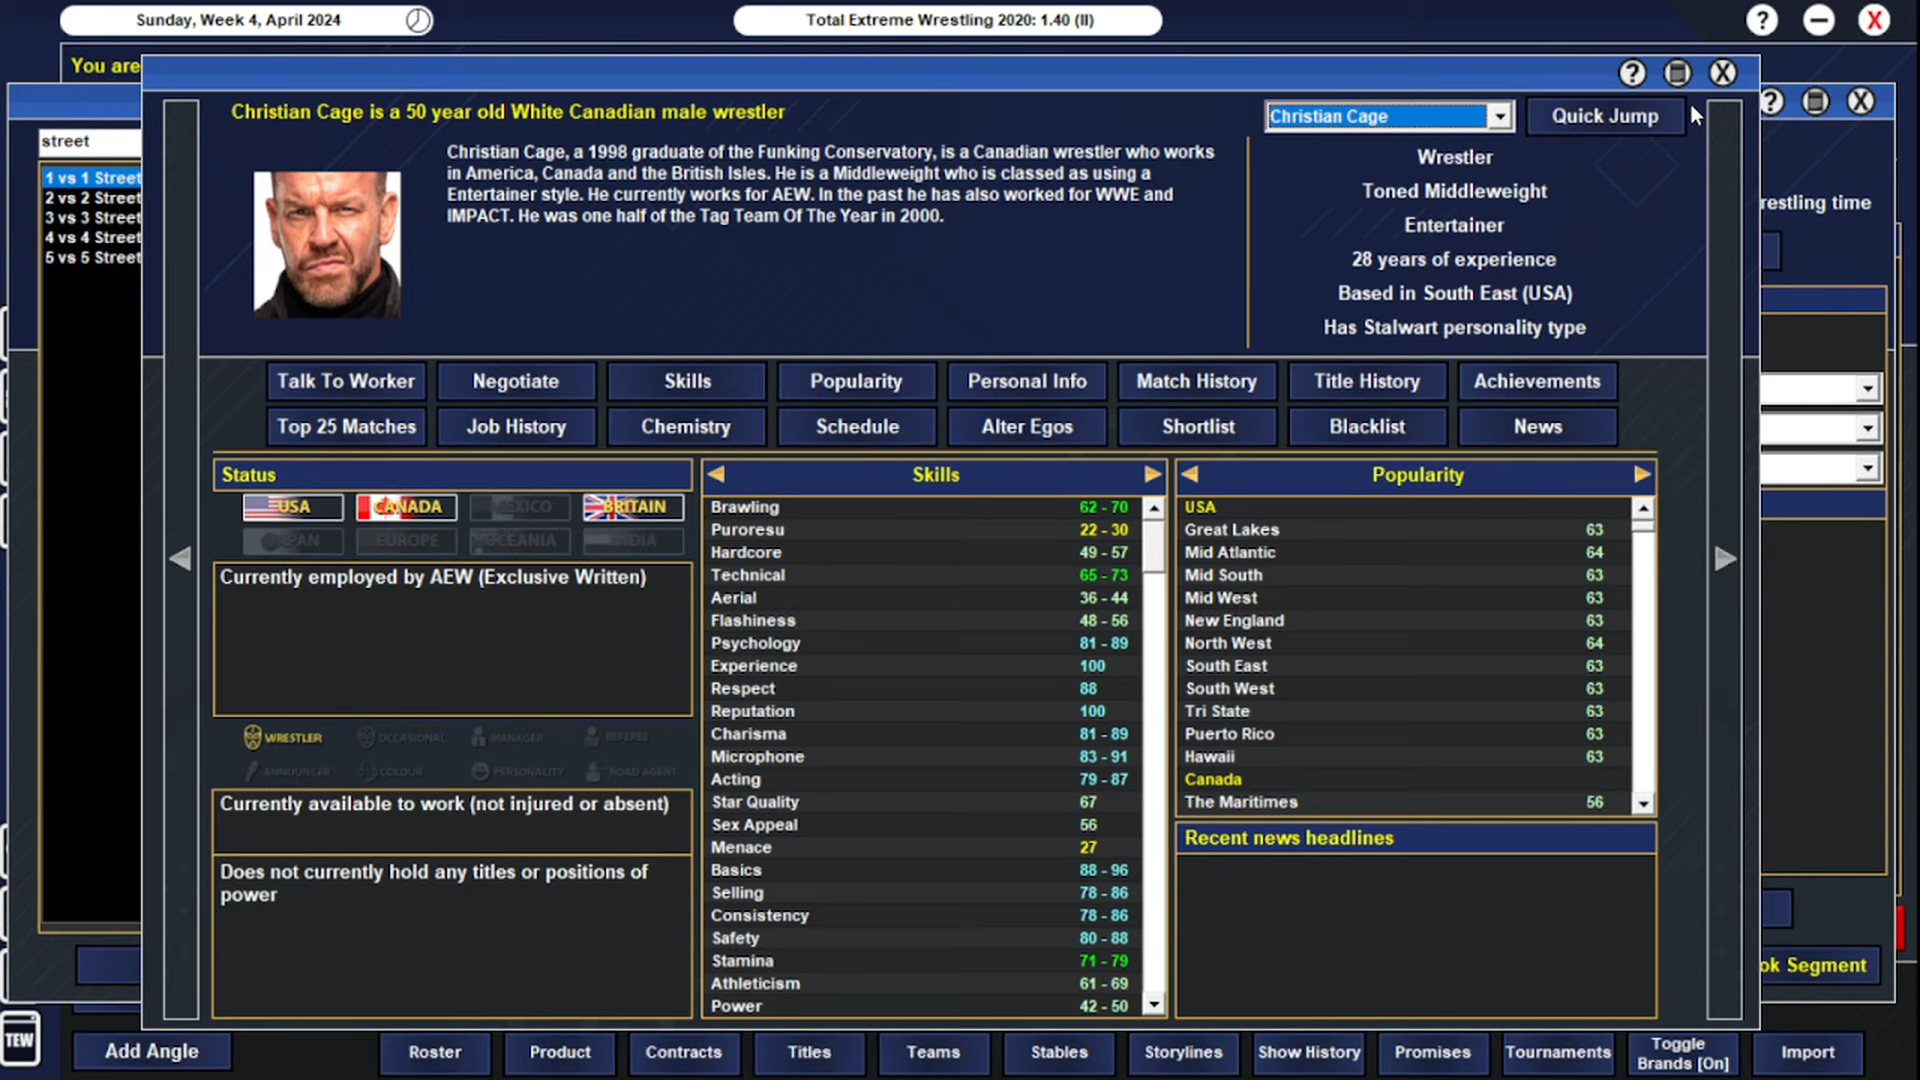 Sunday, Week 4, April 2024
Total Extreme Wrestling 2020: 1.40 (II)
?
X
You are
?
X
?
X
street
1 vs 1 Street
2 vs 2 Street
3 vs 3 Street
4 vs 4 Street
5 vs 5 Street
Christian Cage is a 50 year old White Canadian male wrestler
Christian Cage, a 1998 graduate of the Funking Conservatory, is a Canadian wrestler who works
in America, Canada and the British Isles. He is a Middleweight who is classed as using a
Entertainer style. He currently works for AEW. In the past he has also worked for WWE and
IMPACT. He was one half of the Tag Team Of The Year in 2000.
Christian Cage
Quick Jump
Wrestler
Toned Middleweight
Entertainer
28 years of experience
Based in South East (USA)
Has Stalwart personality type
restling time
Talk To Worker
Negotiate
Skills
Popularity
Personal Info
Match History
Title History
Achievements
Top 25 Matches
Job History
Chemistry
Schedule
Alter Egos
Shortlist
Blacklist
News
Status
USA
CANADA
MEXICO
BRITAIN
JAPAN
EUROPE
OCEANIA
INDIA
Currently employed by AEW (Exclusive Written)
WRESTLER
OCCASIONAL
MANAGER
REFEREE
ANNOUNCER
COLOUR
PERSONALITY
ROAD AGENT
Currently available to work (not injured or absent)
Does not currently hold any titles or positions of
power
Skills
Brawling 62 - 70
Puroresu 22 - 30
Hardcore 49 - 57
Technical 65 - 73
Aerial 36 - 44
Flashiness 48 - 56
Psychology 81 - 89
Experience 100
Respect 88
Reputation 100
Charisma 81 - 89
Microphone 83 - 91
Acting 79 - 87
Star Quality 67
Sex Appeal 56
Menace 27
Basics 88 - 96
Selling 78 - 86
Consistency 78 - 86
Safety 80 - 88
Stamina 71 - 79
Athleticism 61 - 69
Power 42 - 50
Popularity
USA
Great Lakes 63
Mid Atlantic 64
Mid South 63
Mid West 63
New England 63
North West 64
South East 63
South West 63
Tri State 63
Puerto Rico 63
Hawaii 63
Canada
The Maritimes 56
Recent news headlines
ok Segment
TEW
Add Angle
Roster
Product
Contracts
Titles
Teams
Stables
Storylines
Show History
Promises
Tournaments
Toggle
Brands [On]
Import